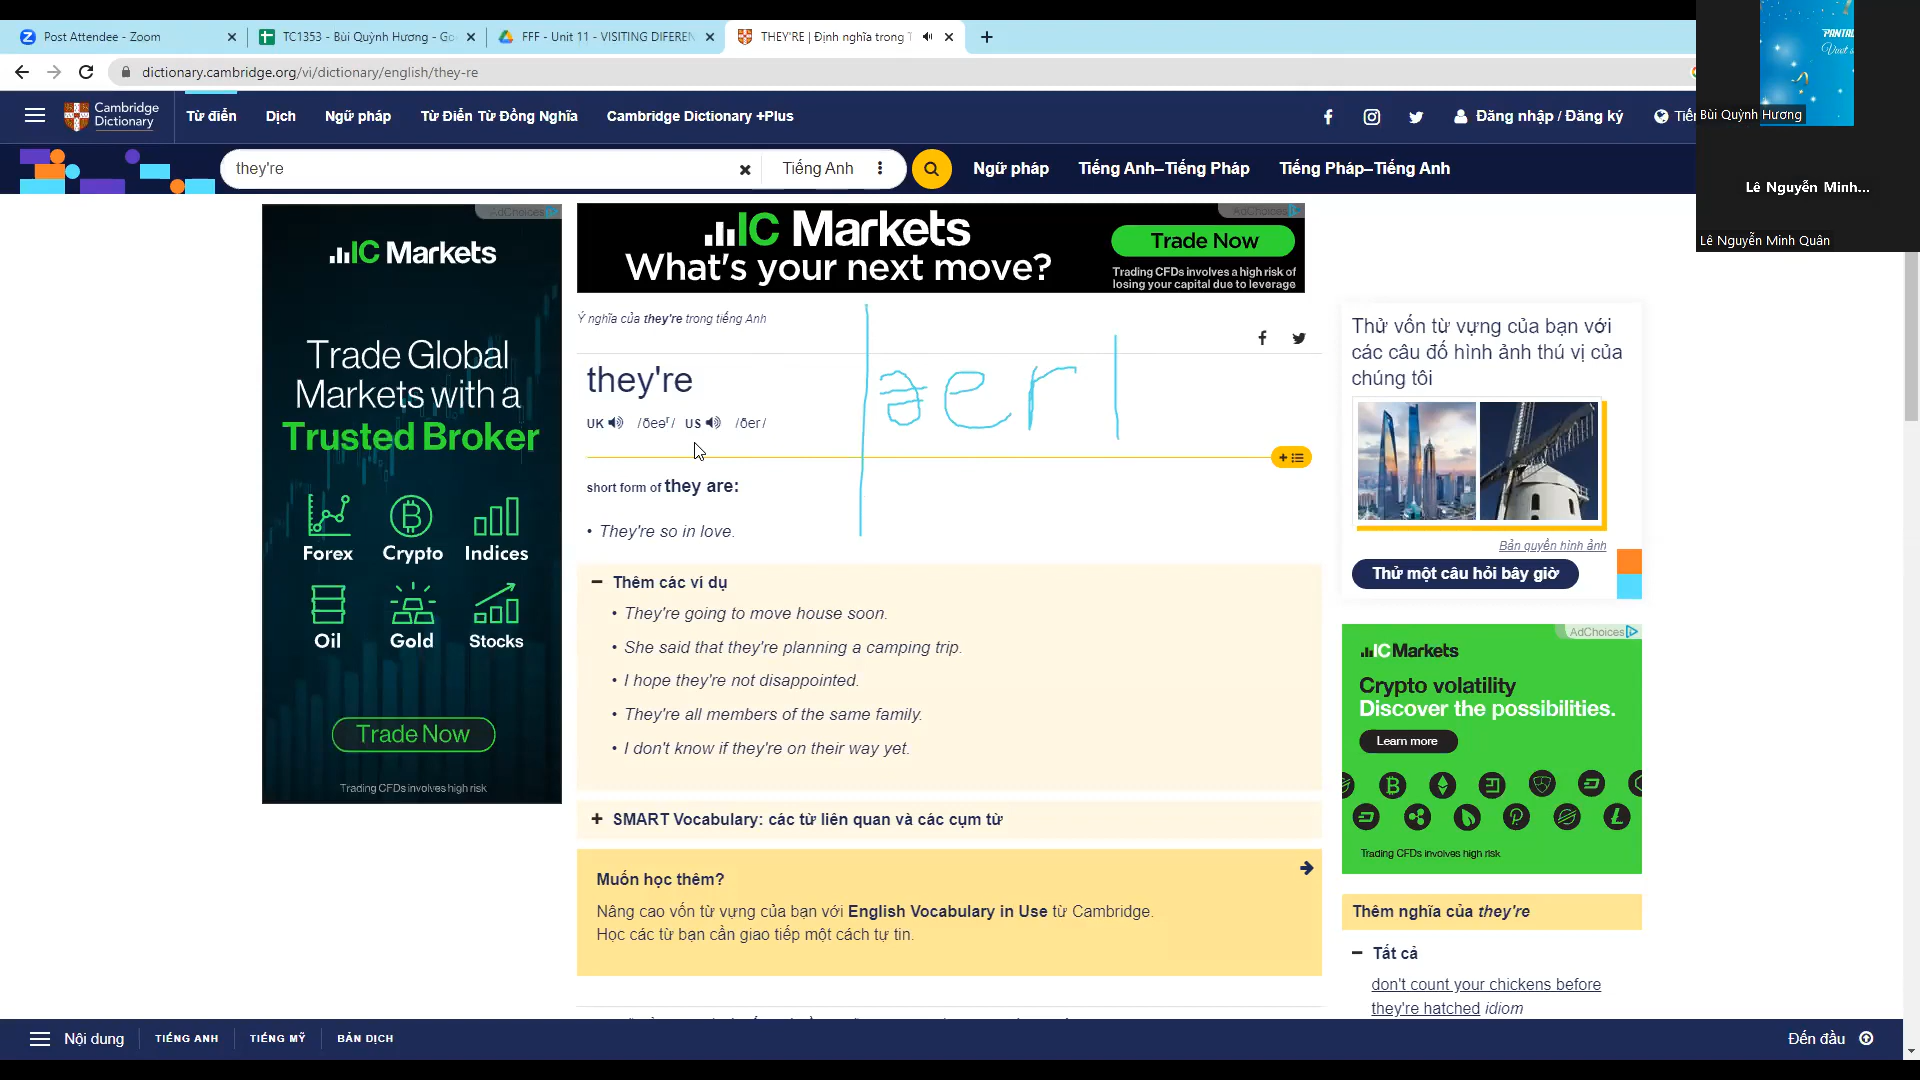 Post Attendee - Zoom
TC1353 - Bùi Quỳnh Hương - Go
FFF - Unit 11 - VISITING DIFEREN
THEY'RE | Định nghĩa trong T
dictionary.cambridge.org/vi/dictionary/english/they-re
Cambridge
Dictionary
Từ điển
Dịch
Ngữ pháp
Từ Điển Từ Đồng Nghĩa
Cambridge Dictionary +Plus
Đăng nhập / Đăng ký
Bùi Quỳnh Hương
Lê Nguyễn Minh...
Lê Nguyễn Minh Quân
they're
Tiếng Anh
Ngữ pháp
Tiếng Anh–Tiếng Pháp
Tiếng Pháp–Tiếng Anh
AdChoices
IC Markets
Trade Global
Markets with a
Trusted Broker
Forex
Crypto
Indices
Oil
Gold
Stocks
Trade Now
Trading CFDs involves high risk
AdChoices
IC Markets
What's your next move?
Trade Now
Trading CFDs involves a high risk of
losing your capital due to leverage
Ý nghĩa của they're trong tiếng Anh
they're
UK /ðeəʳ/ US /ðer/
short form of they are:
• They're so in love.
Thêm các ví dụ
• They're going to move house soon.
• She said that they're planning a camping trip.
• I hope they're not disappointed.
• They're all members of the same family.
• I don't know if they're on their way yet.
SMART Vocabulary: các từ liên quan và các cụm từ
Muốn học thêm?
Nâng cao vốn từ vựng của bạn với English Vocabulary in Use từ Cambridge.
Học các từ bạn cần giao tiếp một cách tự tin.
Thử vốn từ vựng của bạn với
các câu đố hình ảnh thú vị của
chúng tôi
Bản quyền hình ảnh
Thử một câu hỏi bây giờ
AdChoices
IC Markets
Crypto volatility
Discover the possibilities.
Learn more
Trading CFDs involves high risk
Thêm nghĩa của they're
Tất cả
don't count your chickens before
they're hatched idiom
Nội dung
TIẾNG ANH
TIẾNG MỸ
BẢN DỊCH
Đến đầu